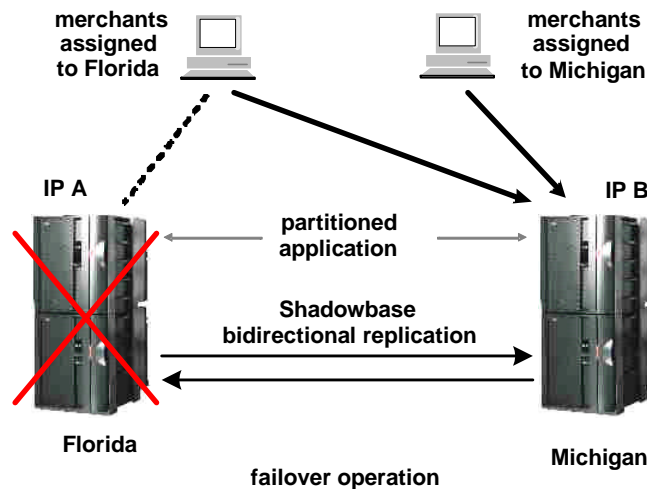 merchants
assigned
to Florida
merchants
assigned
to Michigan
IP A
IP B
partitioned
application
Shadowbase
bidirectional replication
Florida
Michigan
failover operation